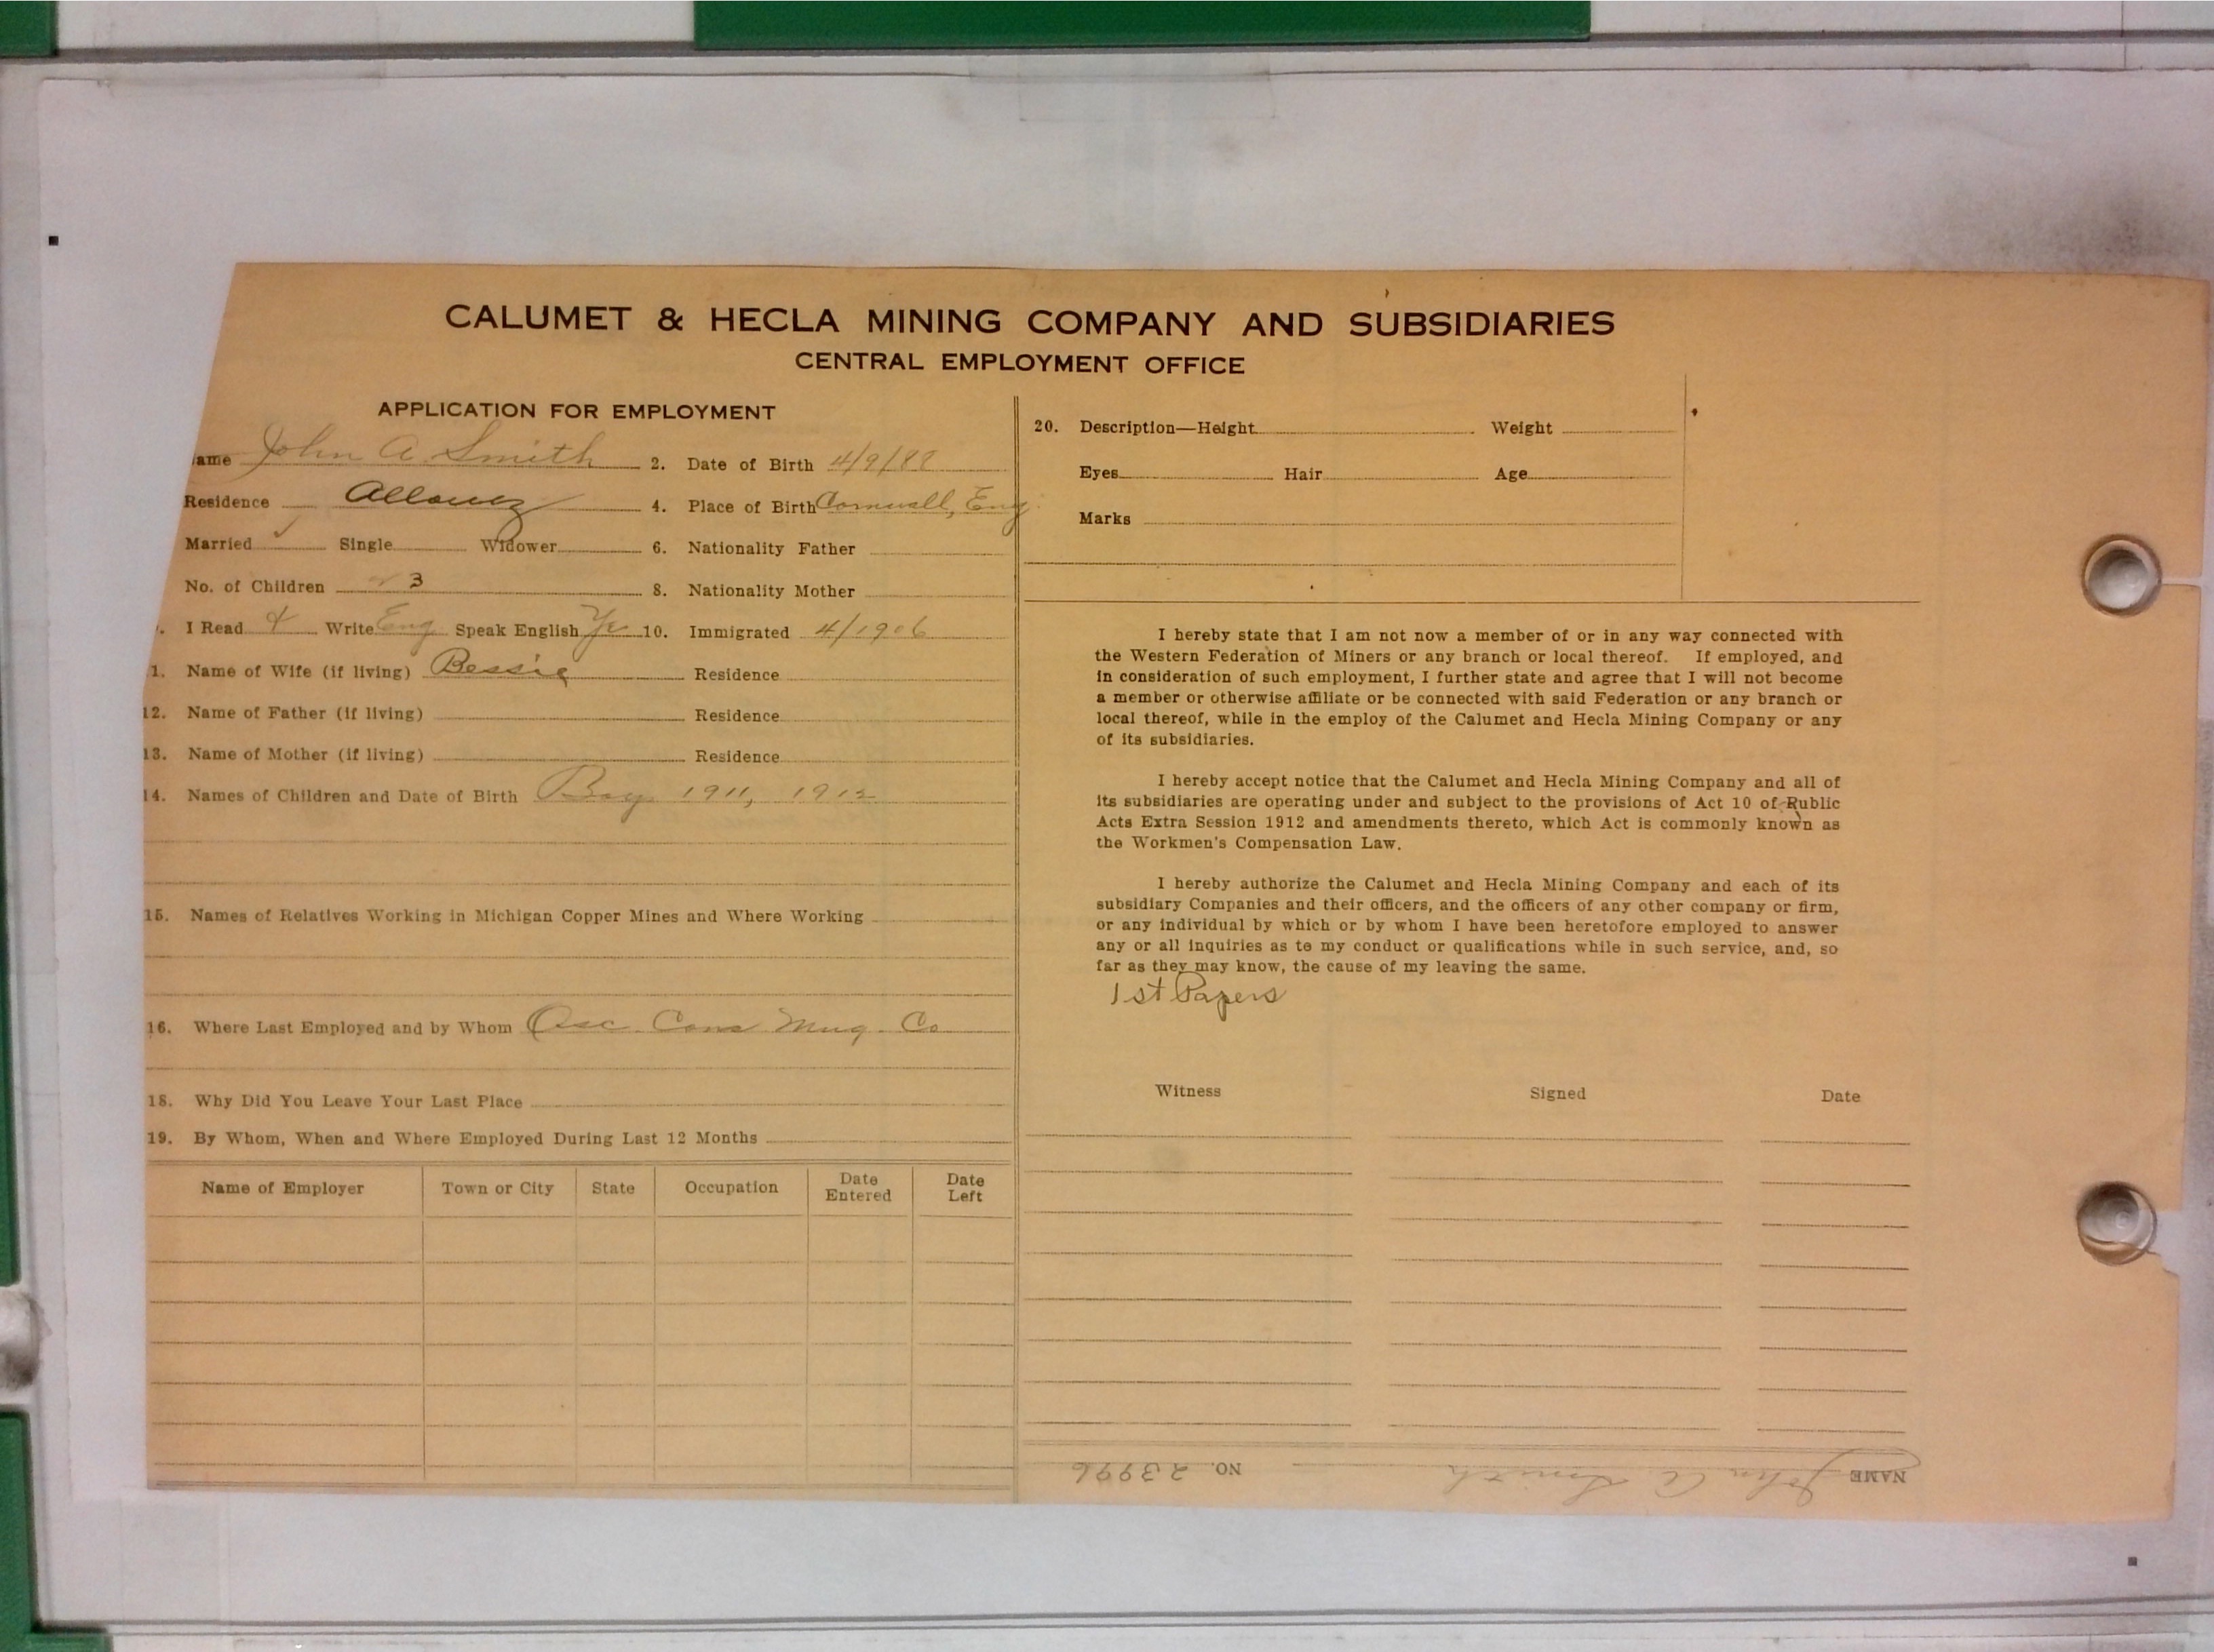 CALUMET & HECLA MINING COMPANY AND SUBSIDIARIES
CENTRAL EMPLOYMENT OFFICE
APPLICATION FOR EMPLOYMENT
ame John A. Smith 2. Date of Birth 4/9/88
Residence Allouez 4. Place of Birth Cornwall, Eng.
Married ✓ Single Widower 6. Nationality Father
No. of Children 3 8. Nationality Mother
. I Read & Write Eng Speak English Ye 10. Immigrated 4/1906
1. Name of Wife (if living) Bessie Residence
12. Name of Father (if living) Residence
13. Name of Mother (if living) Residence
14. Names of Children and Date of Birth Boy 1911, 1912
15. Names of Relatives Working in Michigan Copper Mines and Where Working
16. Where Last Employed and by Whom Osc. Cons Mng. Co
18. Why Did You Leave Your Last Place
19. By Whom, When and Where Employed During Last 12 Months
Name of Employer Town or City State Occupation Date Entered Date Left
20. Description—Height Weight
Eyes Hair Age
Marks
I hereby state that I am not now a member of or in any way connected with
the Western Federation of Miners or any branch or local thereof. If employed, and
in consideration of such employment, I further state and agree that I will not become
a member or otherwise affiliate or be connected with said Federation or any branch or
local thereof, while in the employ of the Calumet and Hecla Mining Company or any
of its subsidiaries.
I hereby accept notice that the Calumet and Hecla Mining Company and all of
its subsidiaries are operating under and subject to the provisions of Act 10 of Public
Acts Extra Session 1912 and amendments thereto, which Act is commonly known as
the Workmen's Compensation Law.
I hereby authorize the Calumet and Hecla Mining Company and each of its
subsidiary Companies and their officers, and the officers of any other company or firm,
or any individual by which or by whom I have been heretofore employed to answer
any or all inquiries as to my conduct or qualifications while in such service, and, so
far as they may know, the cause of my leaving the same.
1st Papers
Witness Signed Date
NAME John A Smith NO. 23996